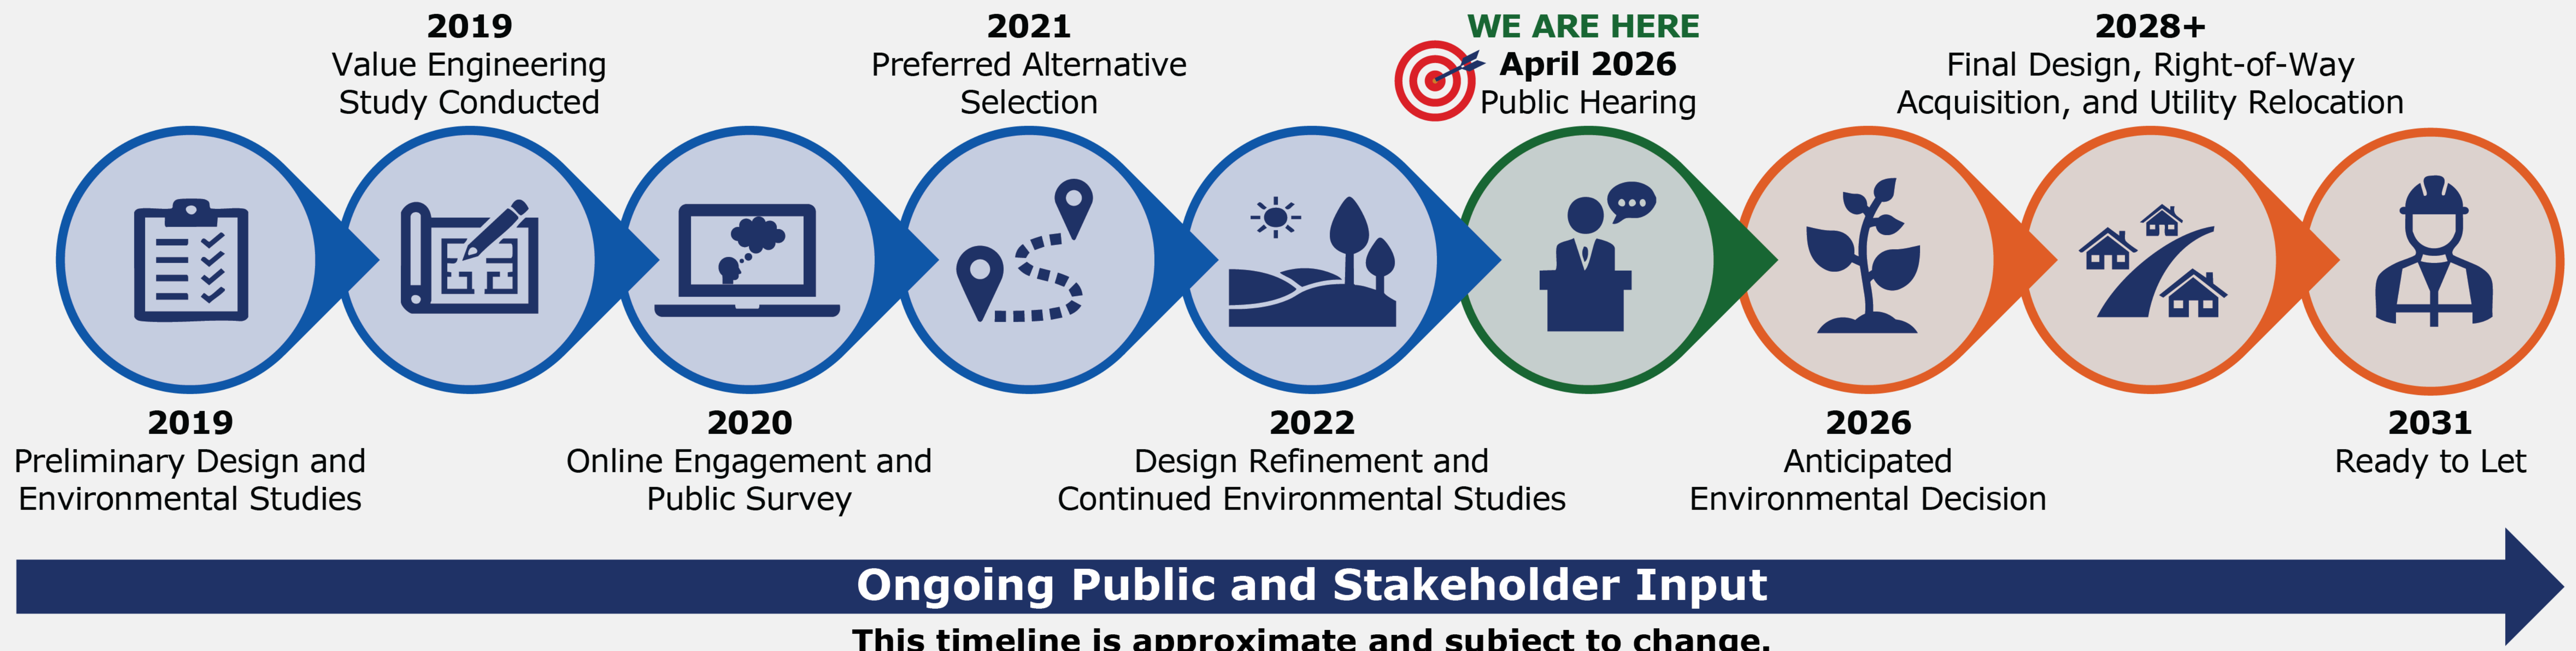 2019
Preliminary Design and
Environmental Studies
2019
Value Engineering
Study Conducted
2020
Online Engagement and
Public Survey
2021
Preferred Alternative
Selection
2022
Design Refinement and
Continued Environmental Studies
WE ARE HERE
April 2026
Public Hearing
2026
Anticipated
Environmental Decision
2028+
Final Design, Right-of-Way
Acquisition, and Utility Relocation
2031
Ready to Let
Ongoing Public and Stakeholder Input
This timeline is approximate and subject to change.